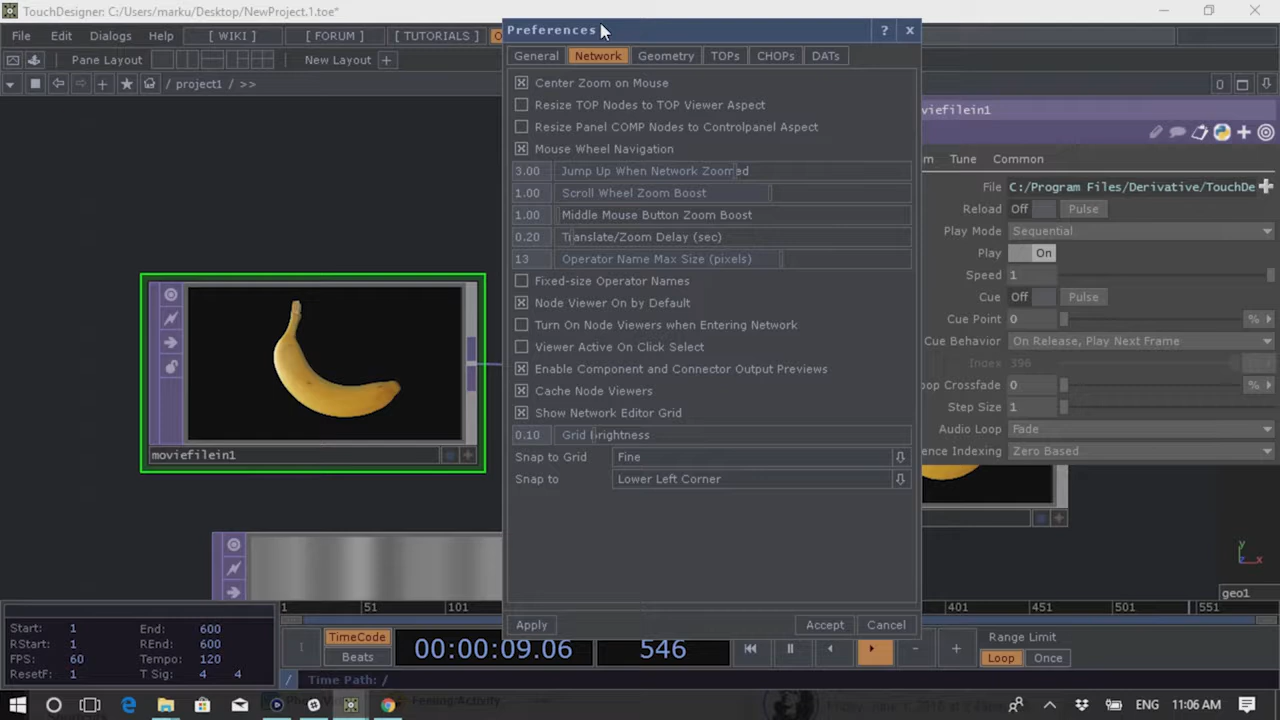 TouchDesigner: C:/Users/marku/Desktop/NewProject.1.toe*
File Edit Dialogs Help [ WIKI ] [ FORUM ] [ TUTORIALS ]
Pane Layout New Layout +
/ project1 / >>
0
Preferences ?
General Network Geometry TOPs CHOPs DATs
Center Zoom on Mouse
Resize TOP Nodes to TOP Viewer Aspect
Resize Panel COMP Nodes to Controlpanel Aspect
Mouse Wheel Navigation
3.00 Jump Up When Network Zoomed
1.00 Scroll Wheel Zoom Boost
1.00 Middle Mouse Button Zoom Boost
0.20 Translate/Zoom Delay (sec)
13 Operator Name Max Size (pixels)
Fixed-size Operator Names
Node Viewer On by Default
Turn On Node Viewers when Entering Network
Viewer Active On Click Select
Enable Component and Connector Output Previews
Cache Node Viewers
Show Network Editor Grid
0.10 Grid Brightness
Snap to Grid Fine
Snap to Lower Left Corner
Apply Accept Cancel
moviefilein1
viefilein1
m Tune Common
File C:/Program Files/Derivative/TouchDe
Reload Off Pulse
Play Mode Sequential
Play On
Speed 1
Cue Off Pulse
Cue Point 0 %
Cue Behavior On Release, Play Next Frame
Index 396
oop Crossfade 0 %
Step Size 1
Audio Loop Fade
ence Indexing Zero Based
y
x
geo1
1 51 101 401 451 501 551
Start: 1 End: 600
RStart: 1 REnd: 600
FPS: 60 Tempo: 120
ResetF: 1 T Sig: 4 4
TimeCode
Beats
00:00:09.06 546
Range Limit
Loop Once
/ Time Path: /
Feeling/Activity
ENG 11:06 AM